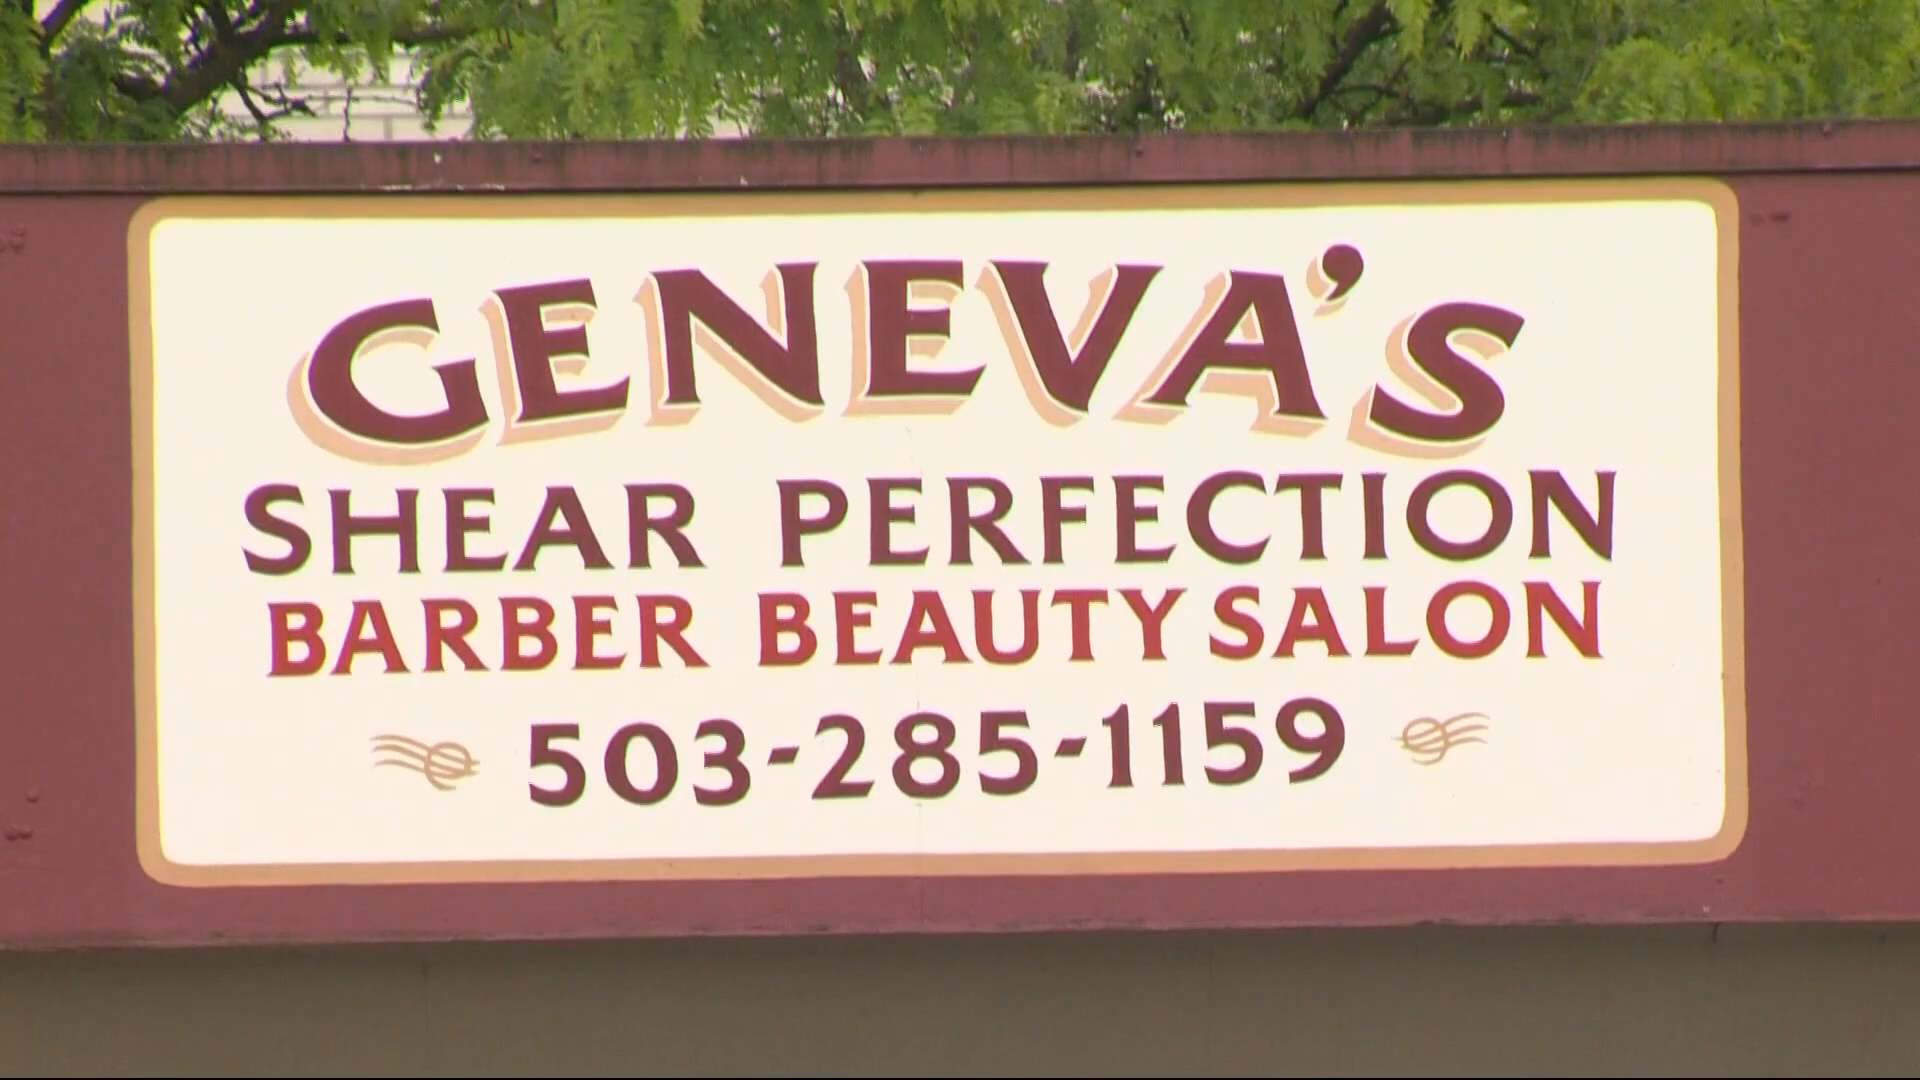 GENEVA'S
SHEAR PERFECTION
BARBER BEAUTY SALON
503-285-1159